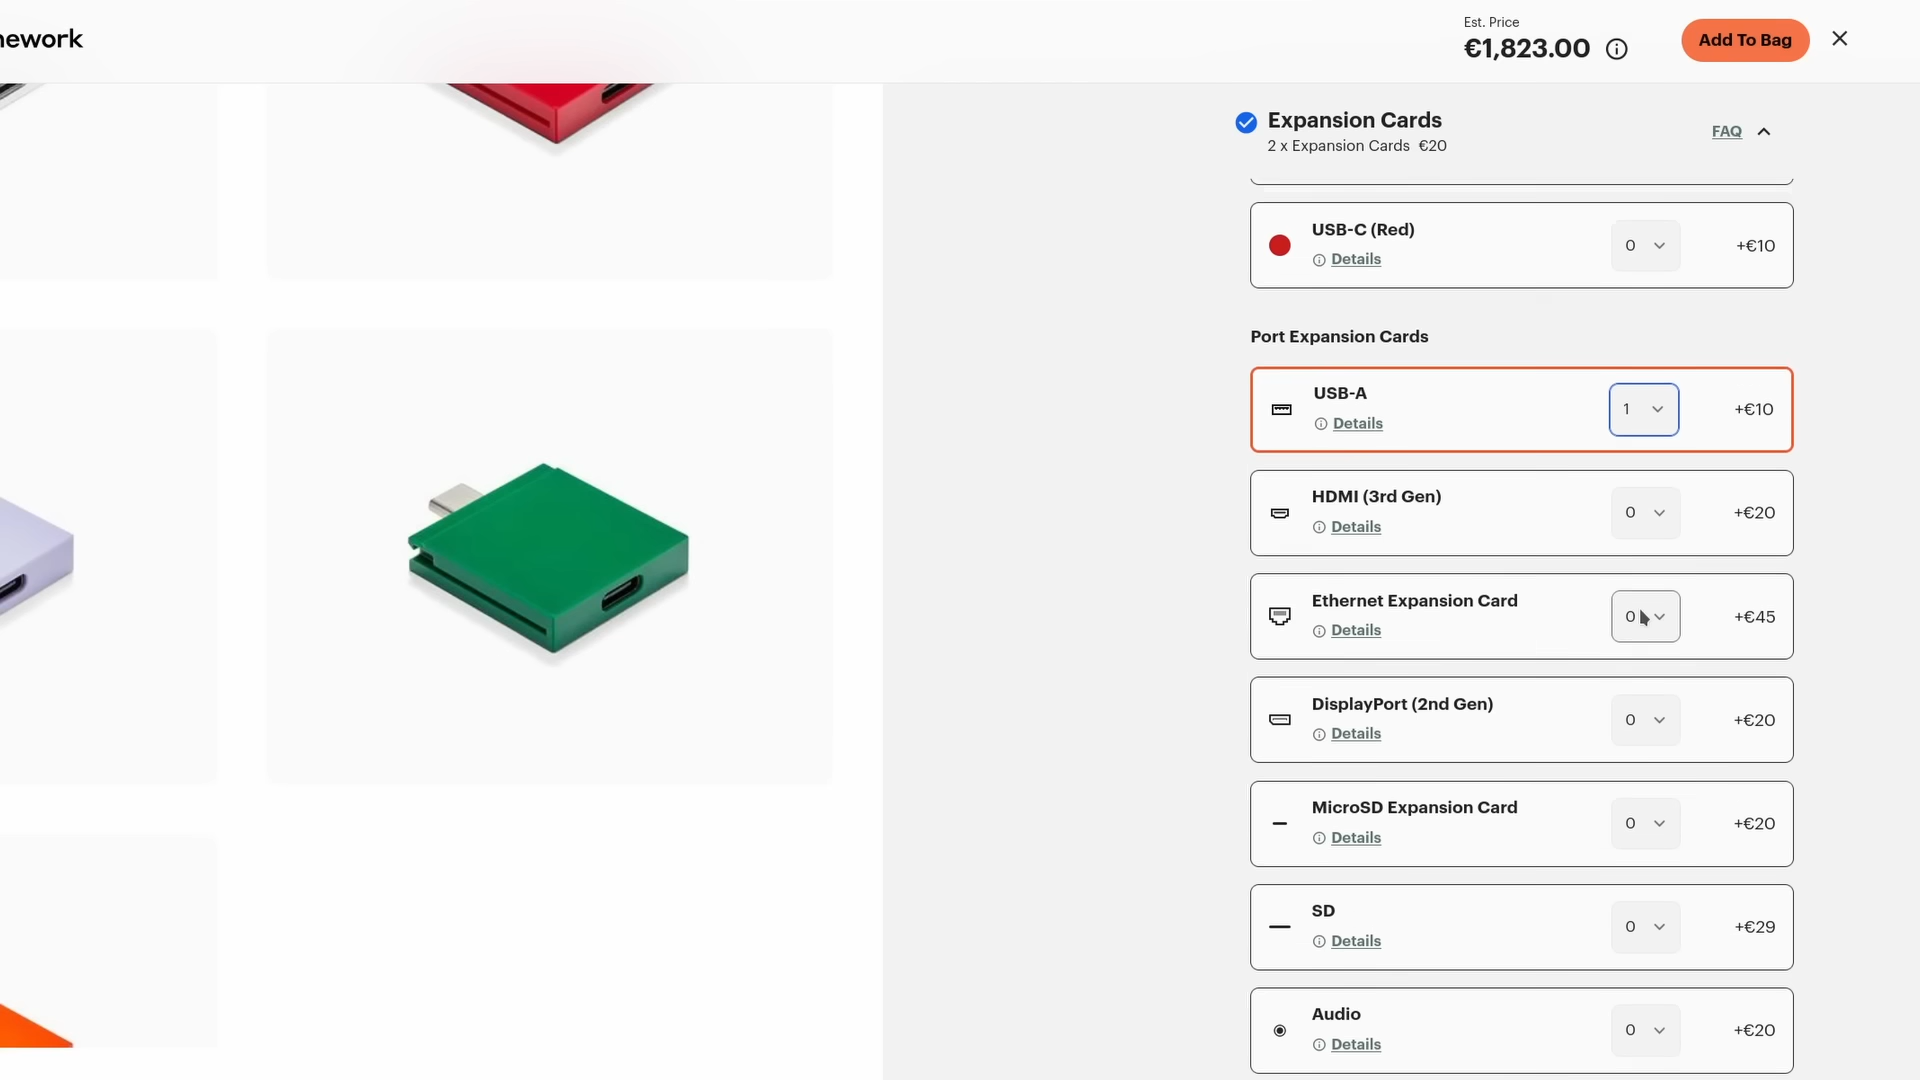 nework
Est. Price
€1,823.00
Add To Bag
Expansion Cards
2 x Expansion Cards €20
FAQ
USB-C (Red)
Details
0
+€10
Port Expansion Cards
USB-A
Details
1
+€10
HDMI (3rd Gen)
Details
0
+€20
Ethernet Expansion Card
Details
0
+€45
DisplayPort (2nd Gen)
Details
0
+€20
MicroSD Expansion Card
Details
0
+€20
SD
Details
0
+€29
Audio
Details
0
+€20